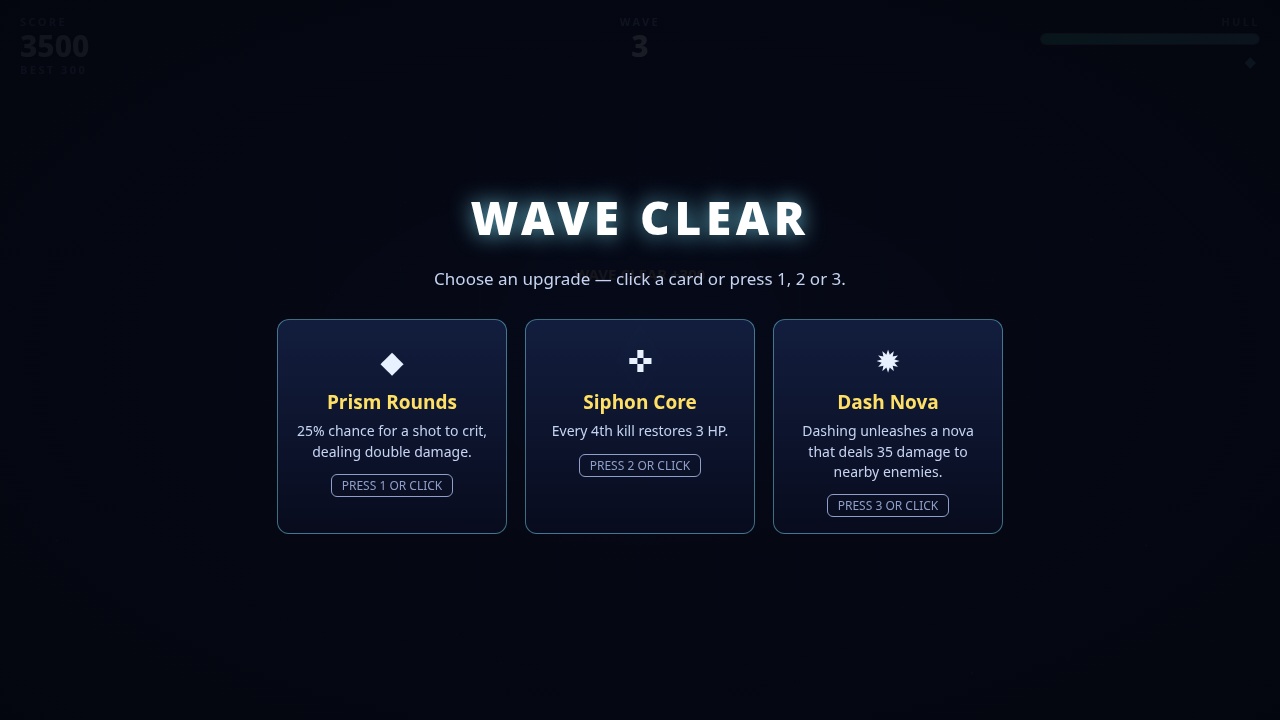 SCORE
3500
BEST 300
WAVE
3
HULL
WAVE CLEAR
Choose an upgrade — click a card or press 1, 2 or 3.
Prism Rounds
25% chance for a shot to crit,
dealing double damage.
PRESS 1 OR CLICK
Siphon Core
Every 4th kill restores 3 HP.
PRESS 2 OR CLICK
Dash Nova
Dashing unleashes a nova
that deals 35 damage to
nearby enemies.
PRESS 3 OR CLICK